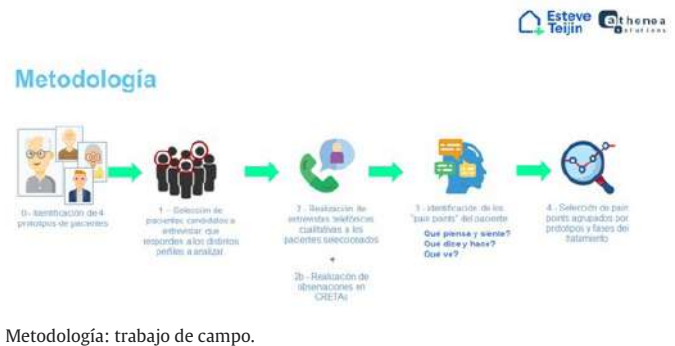 Esteve
Teijin
athenea
solutions
Metodología
0 - Identificación de 4
prototipos de pacientes
1 - Selección de
pacientes candidatos a
entrevistar que
responden a los distintos
perfiles a analizar
2 - Realización de
entrevistas telefónicas
cualitativas a los
pacientes seleccionados
+
2b - Realización de
observaciones en
CRETAs
3 - Identificación de los
"pain points" del paciente
Qué piensa y siente?
Qué dice y hace?
Qué ve?
4 - Selección de pain
points agrupados por
prototipos y fases del
tratamiento
Metodología: trabajo de campo.